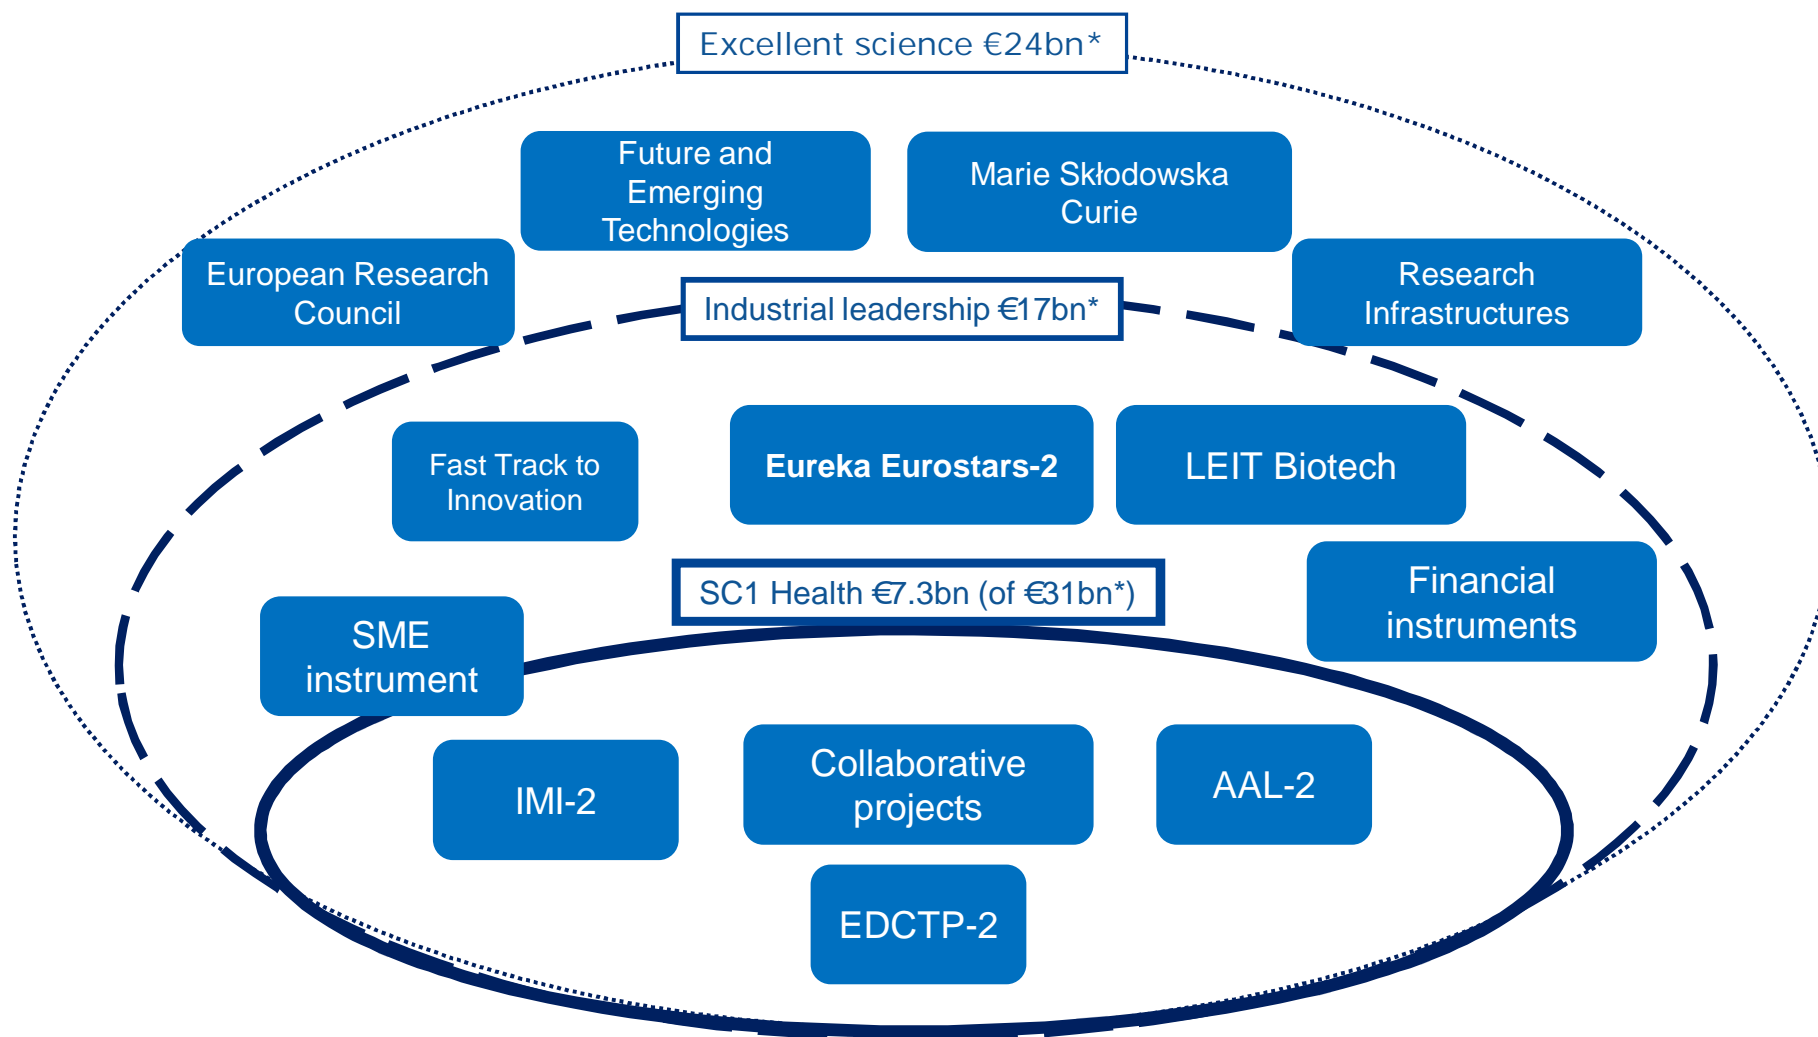 Excellent science €24bn*
Future and
Emerging
Technologies
Marie Skłodowska
Curie
European Research
Council
Research
Infrastructures
Industrial leadership €17bn*
Fast Track to
Innovation
Eureka Eurostars-2
LEIT Biotech
SC1 Health €7.3bn (of €31bn*)
Financial
instruments
SME
instrument
IMI-2
Collaborative
projects
AAL-2
EDCTP-2